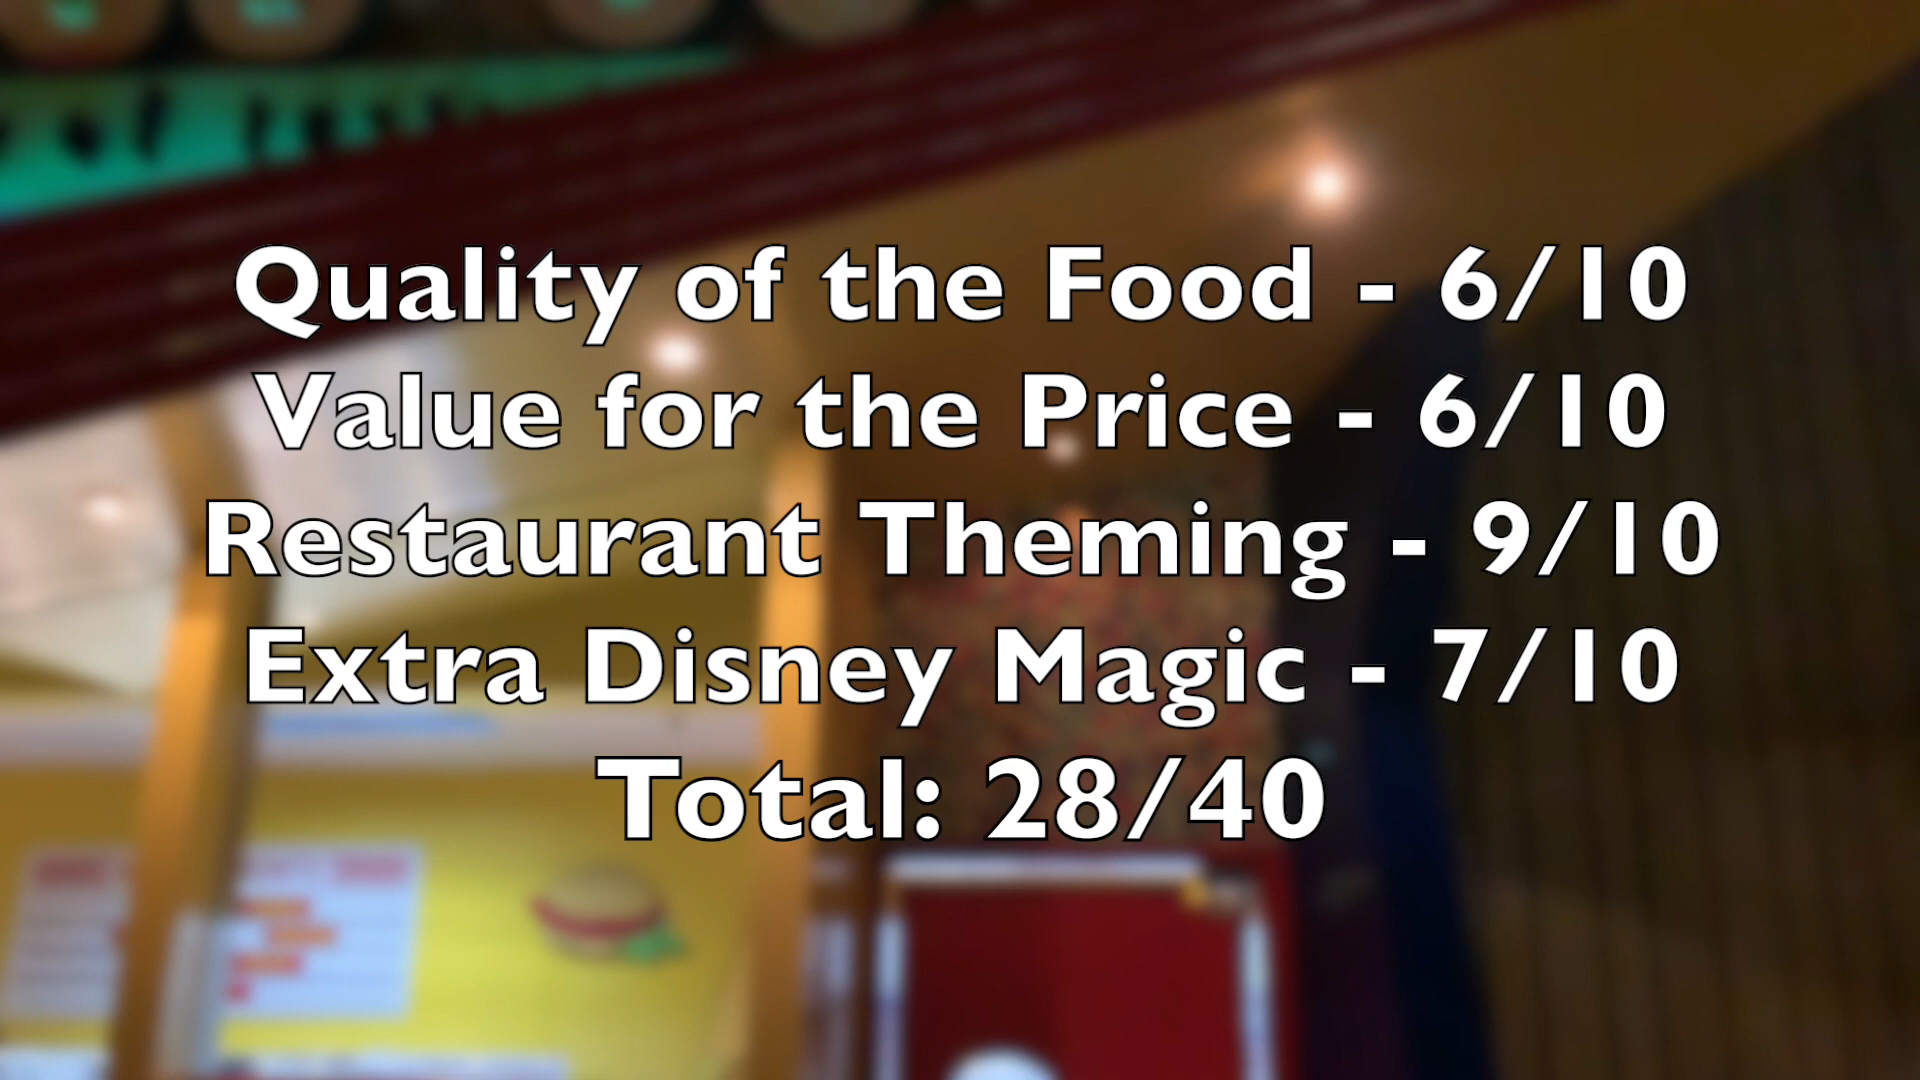 Quality of the Food - 6/10
Value for the Price - 6/10
Restaurant Theming - 9/10
Extra Disney Magic - 7/10
Total: 28/40